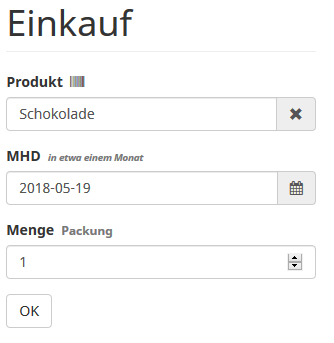 Einkauf
Produkt
Schokolade
MHD in etwa einem Monat
2018-05-19
Menge Packung
1
OK